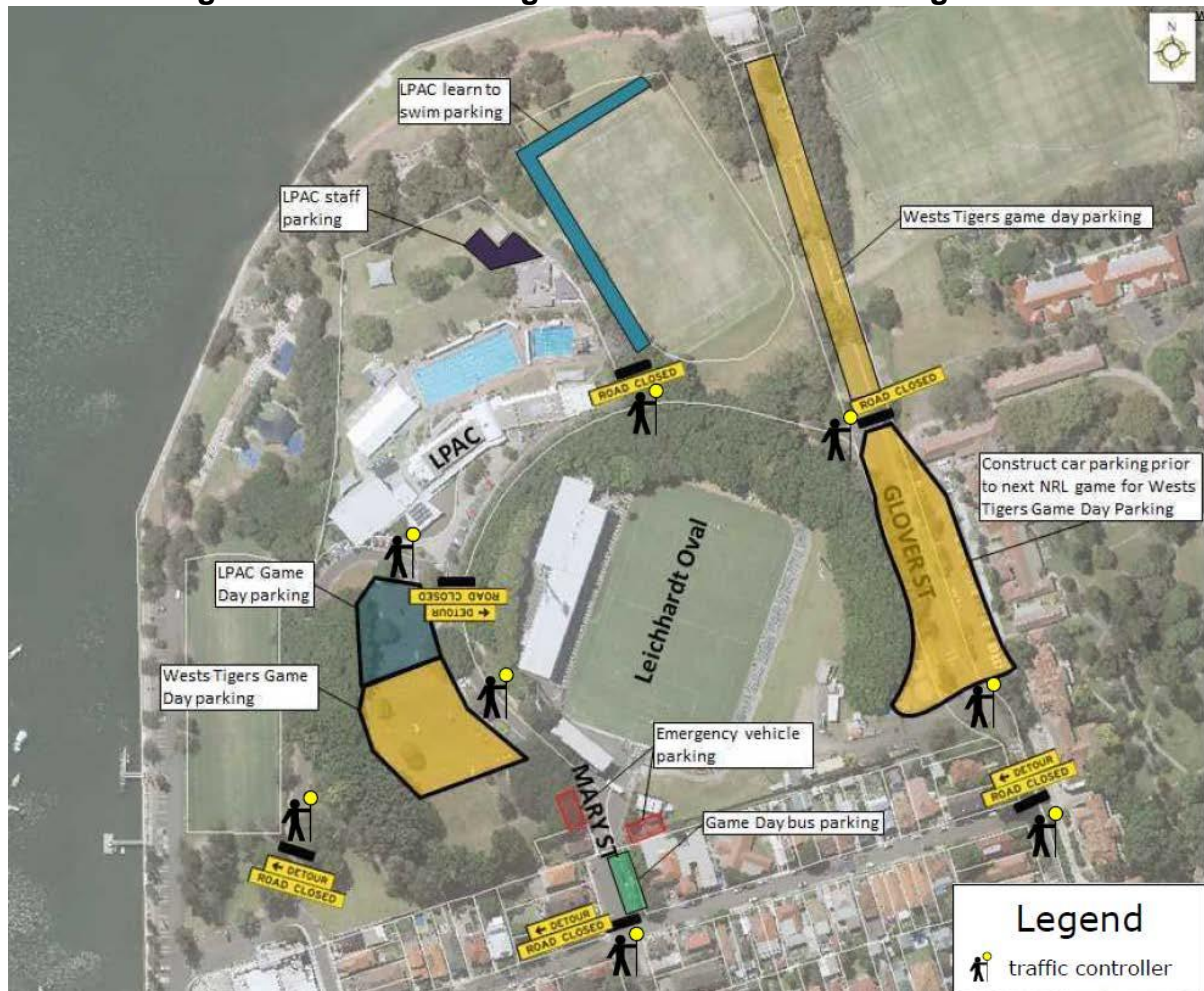 N
LPAC learn to
swim parking
LPAC staff
parking
Wests Tigers game day parking
ROAD CLOSED
ROAD CLOSED
LPAC
Construct car parking prior
to next NRL game for Wests
Tigers Game Day Parking
GLOVER ST
Leichhardt Oval
LPAC Game
Day parking
ROAD CLOSED
← DETOUR
Wests Tigers Game
Day parking
Emergency vehicle
parking
MARY ST
Game Day bus parking
← DETOUR
ROAD CLOSED
← DETOUR
ROAD CLOSED
← DETOUR
ROAD CLOSED
Legend
traffic controller